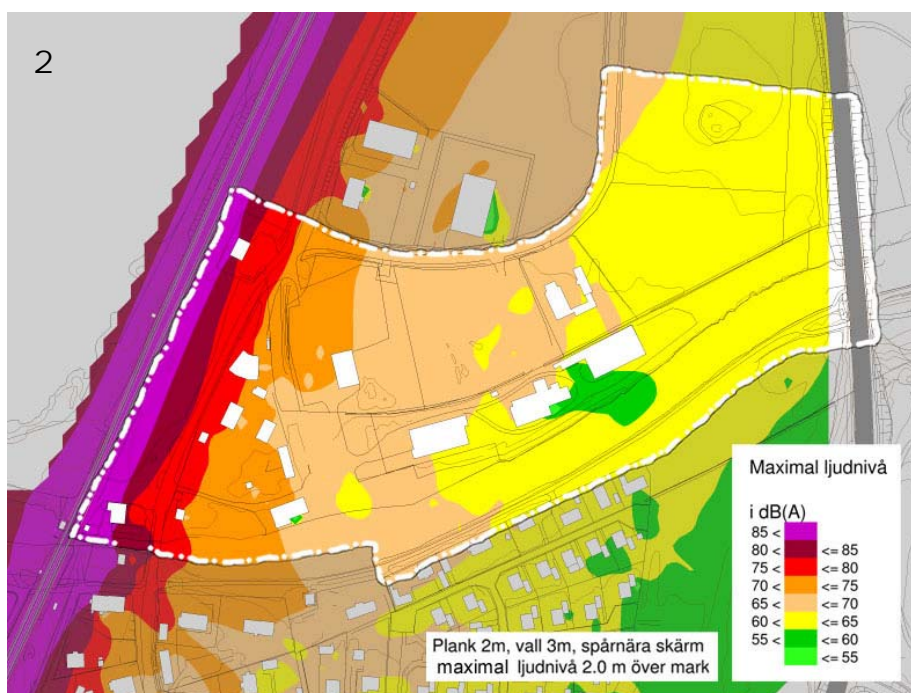 2
Maximal ljudnivå
i dB(A)
85 <
80 < <= 85
75 < <= 80
70 < <= 75
65 < <= 70
60 < <= 65
55 < <= 60
<= 55
Plank 2m, vall 3m, spårnära skärm
maximal ljudnivå 2.0 m över mark